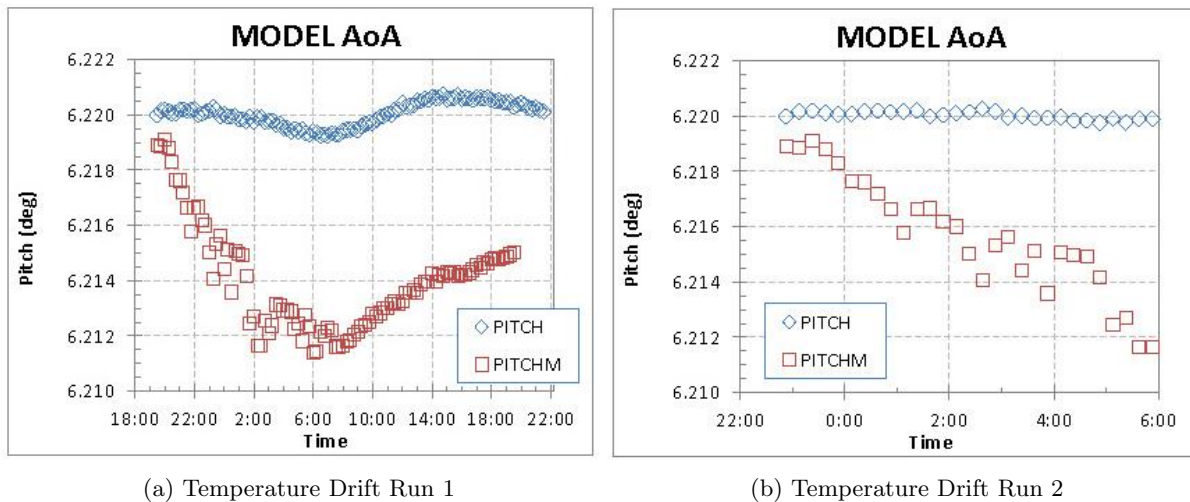 MODEL AoA
6.222
6.220
6.218
6.216
6.214
6.212
6.210
Pitch (deg)
18:00 22:00 2:00 6:00 10:00 14:00 18:00 22:00
Time
PITCH
PITCHM
(a) Temperature Drift Run 1
MODEL AoA
6.222
6.220
6.218
6.216
6.214
6.212
6.210
Pitch (deg)
22:00 0:00 2:00 4:00 6:00
Time
PITCH
PITCHM
(b) Temperature Drift Run 2